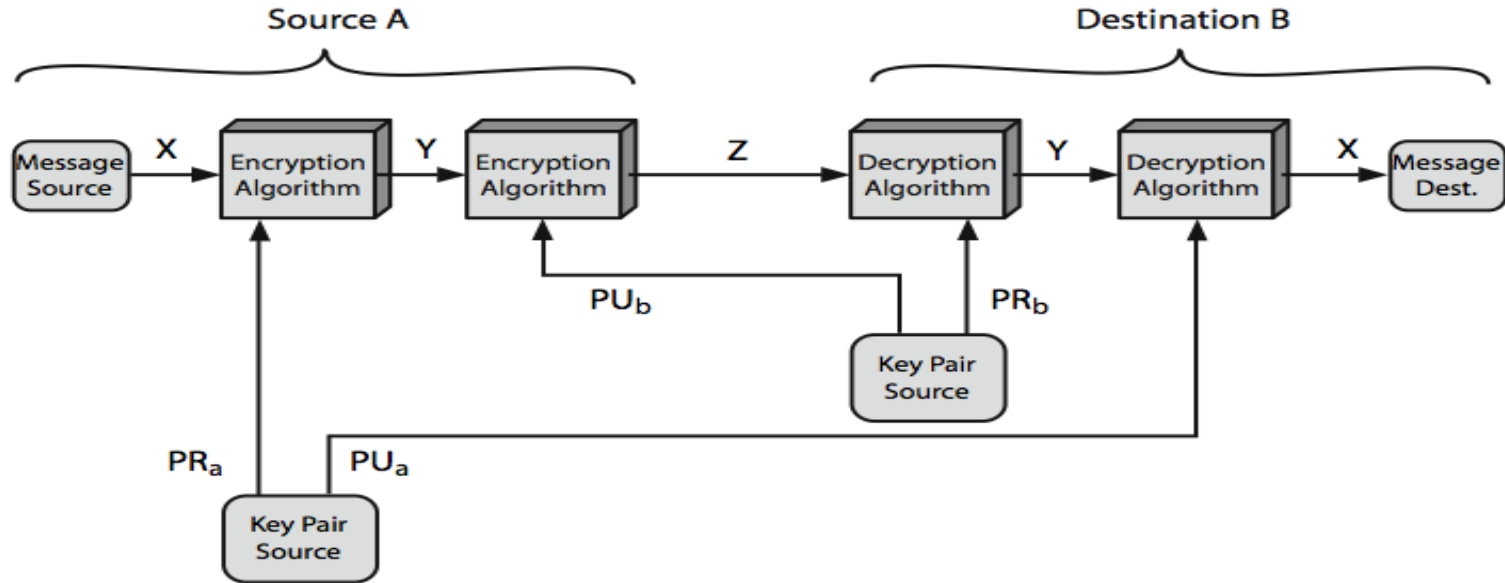 Source A
Destination B
Message
Source
X
Encryption
Algorithm
Y
Encryption
Algorithm
Z
Decryption
Algorithm
Y
Decryption
Algorithm
X
Message
Dest.
PUb
PRb
Key Pair
Source
PRa
PUa
Key Pair
Source